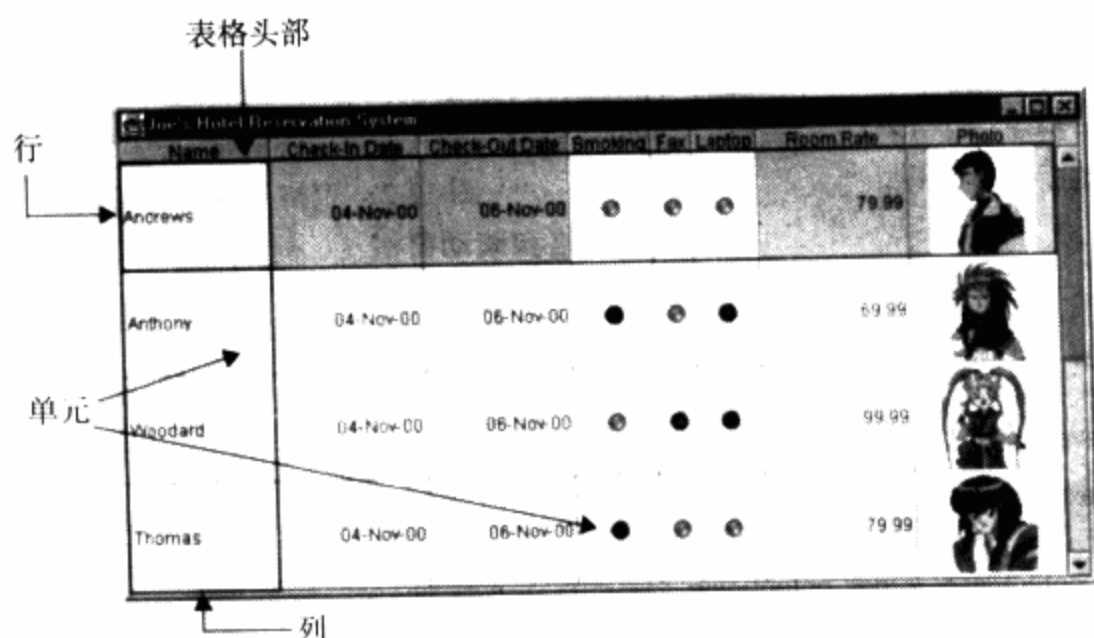 表格头部
Joe's Hotel Reservation System
行
Name Check-In Date Check-Out Date Smoking Fax Laptop Room Rate Photo
Andrews 04-Nov-00 06-Nov-00 79.99
Anthony 04-Nov-00 06-Nov-00 69.99
单元
Woodard 04-Nov-00 06-Nov-00 99.99
Thomas 04-Nov-00 06-Nov-00 79.99
列